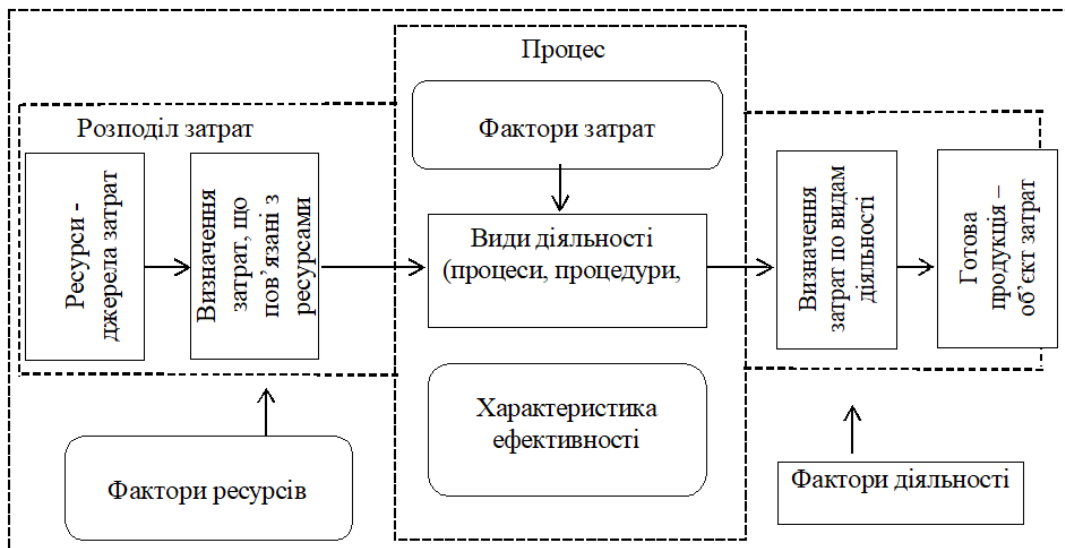 Процес
Розподіл затрат
Ресурси -
джерела затрат
Визначення
затрат, що
пов’язані з
ресурсами
Фактори затрат
Види діяльності
(процеси, процедури,
Визначення
затрат по видам
діяльності
Готова
продукція –
об’єкт затрат
Характеристика
ефективності
Фактори ресурсів
Фактори діяльності